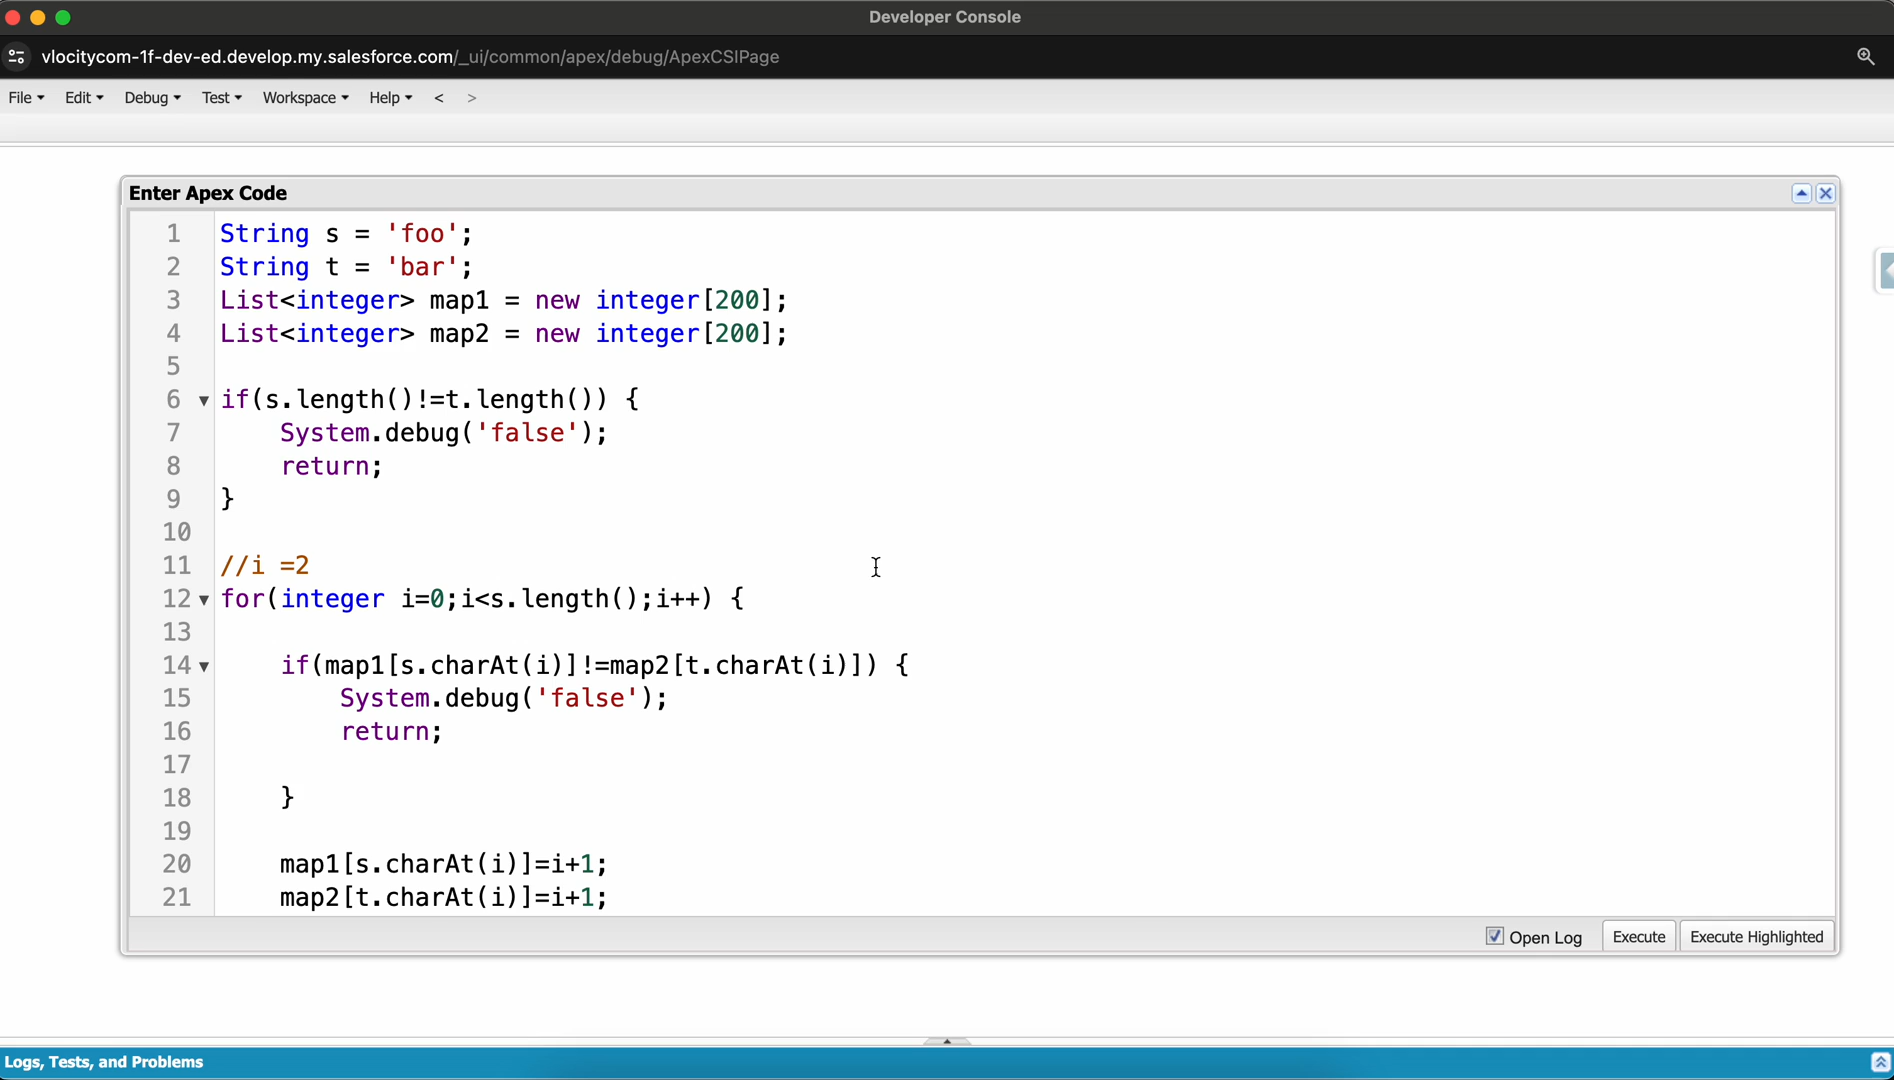 Developer Console
vlocitycom-1f-dev-ed.develop.my.salesforce.com/_ui/common/apex/debug/ApexCSIPage
File Edit Debug Test Workspace Help < >
Enter Apex Code
1 String s = 'foo';
2 String t = 'bar';
3 List<integer> map1 = new integer[200];
4 List<integer> map2 = new integer[200];
5
6 if(s.length()!=t.length()) {
7 System.debug('false');
8 return;
9 }
10
11 //i =2
12 for(integer i=0;i<s.length();i++) {
13
14 if(map1[s.charAt(i)]!=map2[t.charAt(i)]) {
15 System.debug('false');
16 return;
17
18 }
19
20 map1[s.charAt(i)]=i+1;
21 map2[t.charAt(i)]=i+1;
Open Log Execute Execute Highlighted
Logs, Tests, and Problems